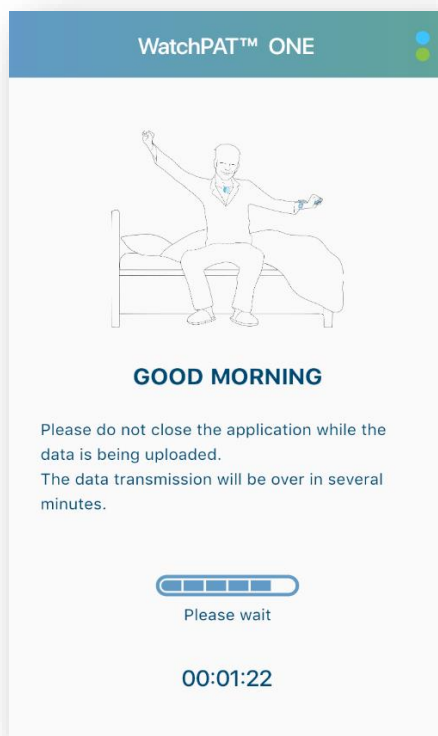 WatchPAT™ ONE
GOOD MORNING
Please do not close the application while the
data is being uploaded.
The data transmission will be over in several
minutes.
Please wait
00:01:22